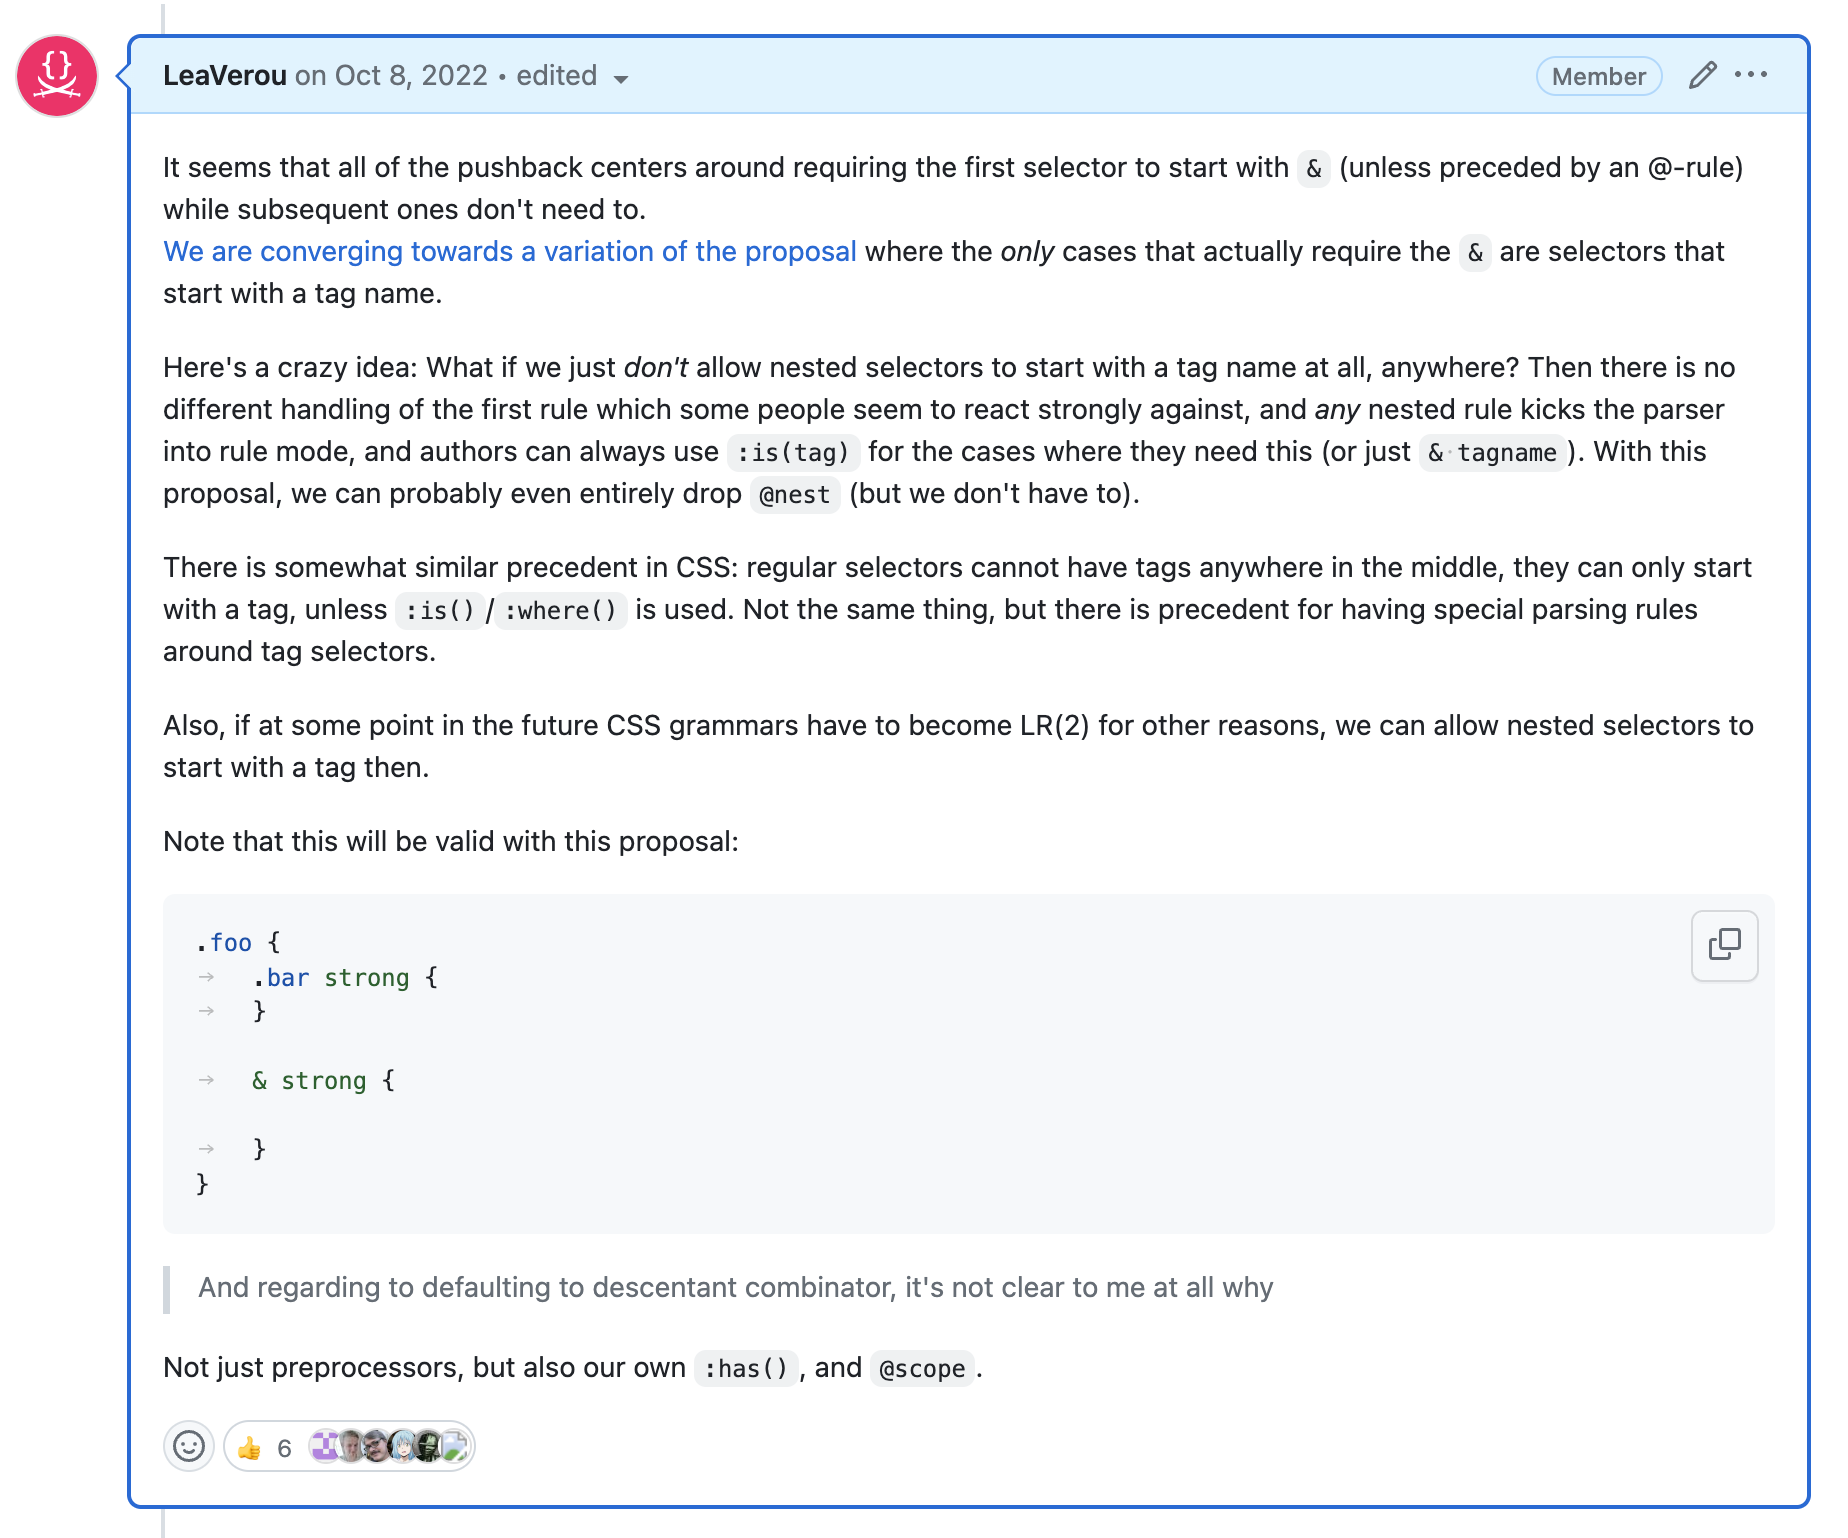 {}
LeaVerou on Oct 8, 2022 • edited
Member
It seems that all of the pushback centers around requiring the first selector to start with & (unless preceded by an @-rule)
while subsequent ones don't need to.
We are converging towards a variation of the proposal where the only cases that actually require the & are selectors that
start with a tag name.
Here's a crazy idea: What if we just don't allow nested selectors to start with a tag name at all, anywhere? Then there is no
different handling of the first rule which some people seem to react strongly against, and any nested rule kicks the parser
into rule mode, and authors can always use :is(tag) for the cases where they need this (or just & tagname). With this
proposal, we can probably even entirely drop @nest (but we don't have to).
There is somewhat similar precedent in CSS: regular selectors cannot have tags anywhere in the middle, they can only start
with a tag, unless :is()/:where() is used. Not the same thing, but there is precedent for having special parsing rules
around tag selectors.
Also, if at some point in the future CSS grammars have to become LR(2) for other reasons, we can allow nested selectors to
start with a tag then.
Note that this will be valid with this proposal:
.foo {
→ .bar strong {
→ }
→ & strong {
→ }
}
And regarding to defaulting to descentant combinator, it's not clear to me at all why
Not just preprocessors, but also our own :has(), and @scope.
👍 6